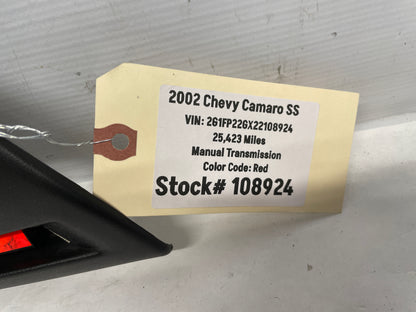 2002 Chevy Camaro SS
VIN: 2G1FP22GX22108924
25,423 Miles
Manual Transmission
Color Code: Red
Stock# 108924